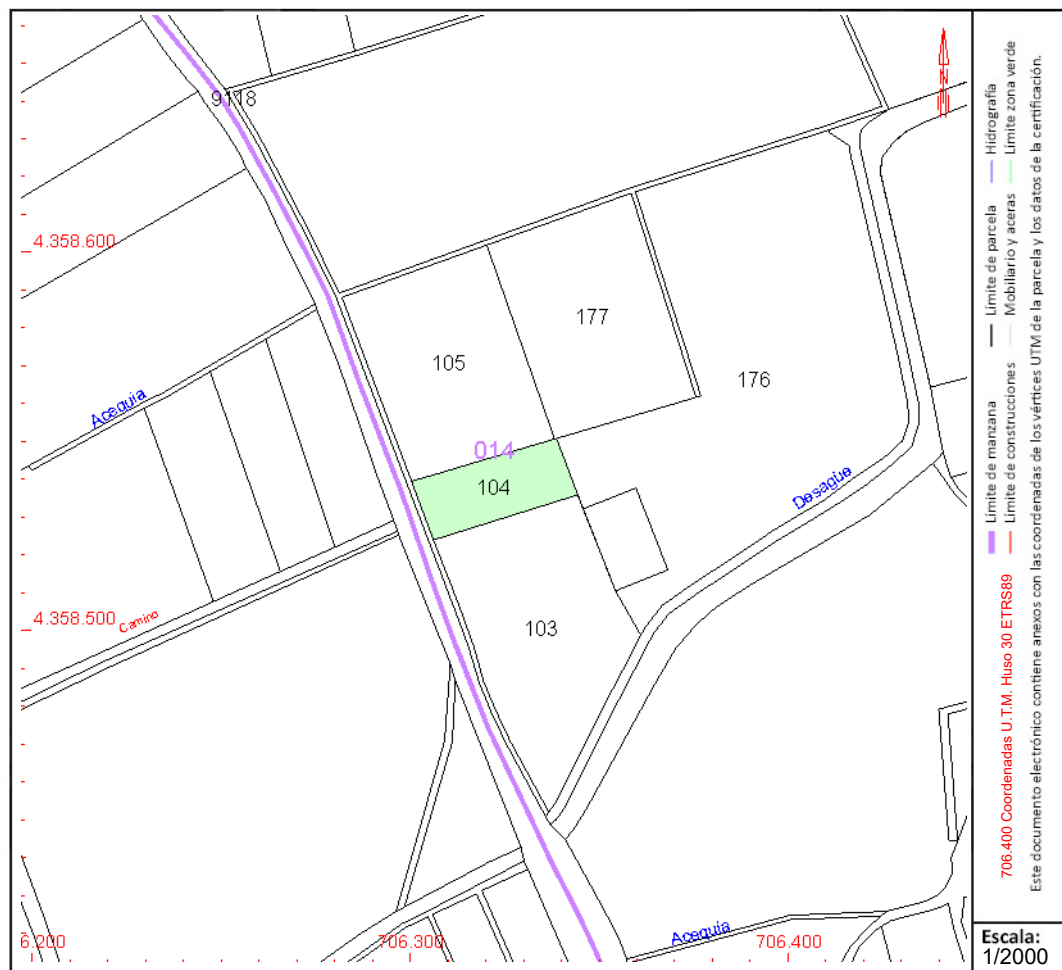 9118
4.358.600
177
105
176
Acequia
014
104
Desagüe
4.358.500
Camino
103
Acequia
6.200
706.300
706.400
N
Límite de manzana
Límite de parcela
Hidrografía
Límite de construcciones
Mobiliario y aceras
Límite zona verde
706.400 Coordenadas U.T.M. Huso 30 ETRS89
Este documento electrónico contiene anexos con las coordenadas de los vértices UTM de la parcela y los datos de la certificación.
Escala:
1/2000